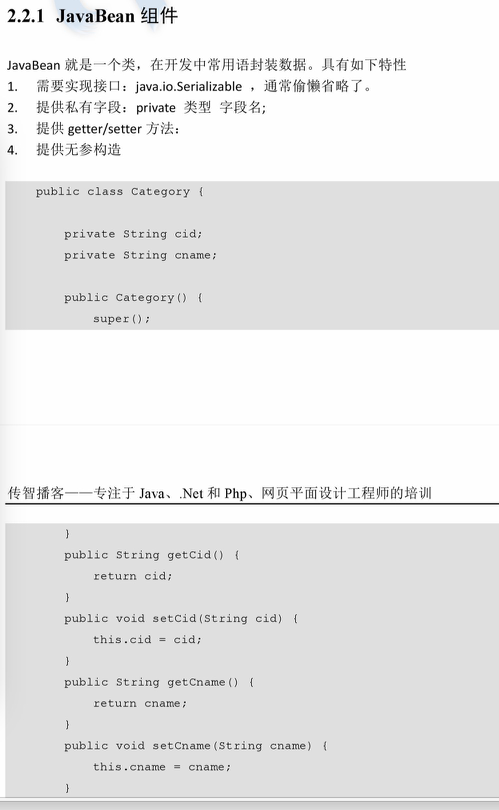 2.2.1 JavaBean 组件
JavaBean 就是一个类，在开发中常用语封装数据。具有如下特性
1. 需要实现接口：java.io.Serializable ，通常偷懒省略了。
2. 提供私有字段：private 类型 字段名;
3. 提供 getter/setter 方法：
4. 提供无参构造
public class Category {
private String cid;
private String cname;
public Category() {
super();
传智播客——专注于 Java、.Net 和 Php、网页平面设计工程师的培训
}
public String getCid() {
return cid;
}
public void setCid(String cid) {
this.cid = cid;
}
public String getCname() {
return cname;
}
public void setCname(String cname) {
this.cname = cname;
}